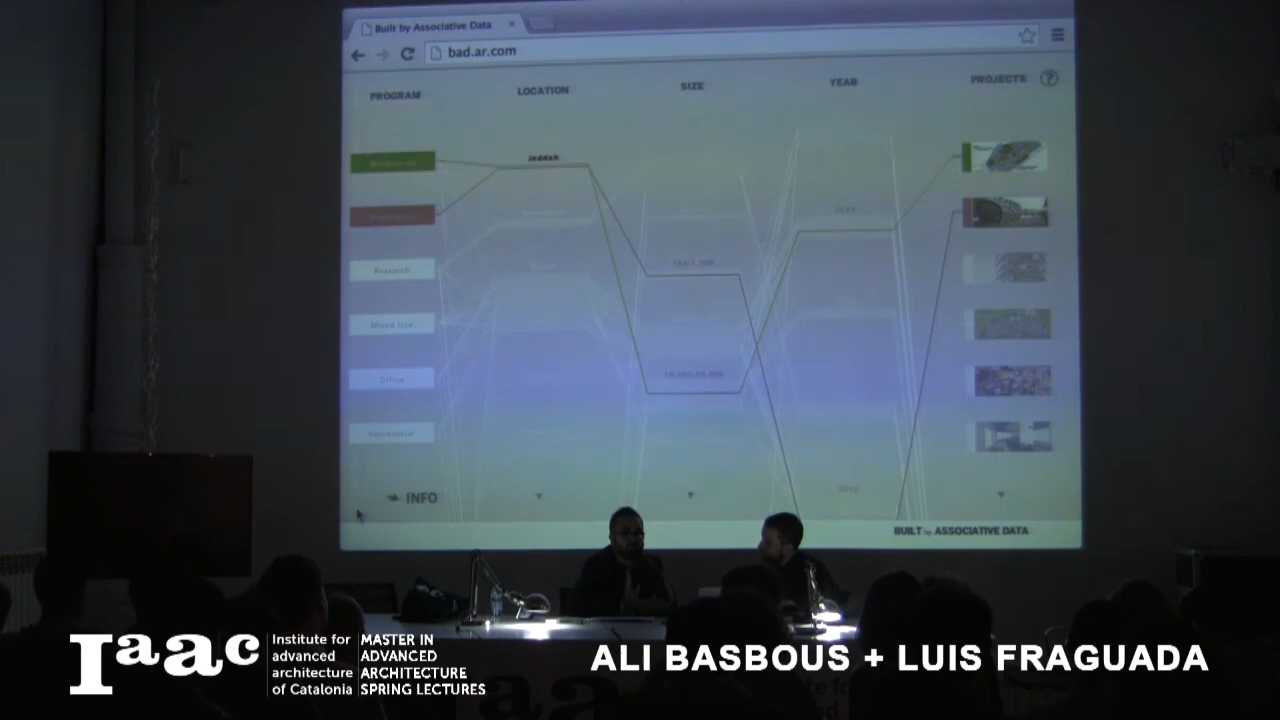 Built by Associative Data
bad.ar.com
PROGRAM
LOCATION
SIZE
YEAR
PROJECTS
?
Jeddah
Research
Mixed Use
Office
Residential
INFO
2012
BUILT by ASSOCIATIVE DATA
Iaac
Institute for
advanced
architecture
of Catalonia
MASTER IN
ADVANCED
ARCHITECTURE
SPRING LECTURES
ALI BASBOUS + LUIS FRAGUADA